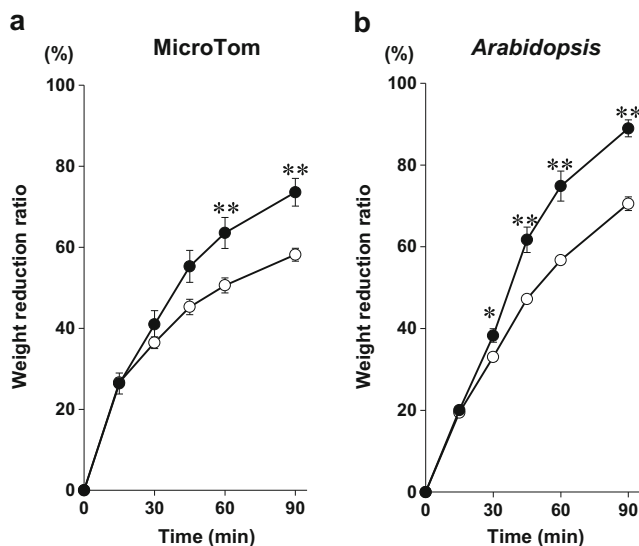 a
MicroTom
(%)
100
80
60
40
20
0
Weight reduction ratio
**
**
0 30 60 90
Time (min)
b
Arabidopsis
(%)
100
80
60
40
20
0
Weight reduction ratio
*
**
**
**
0 30 60 90
Time (min)